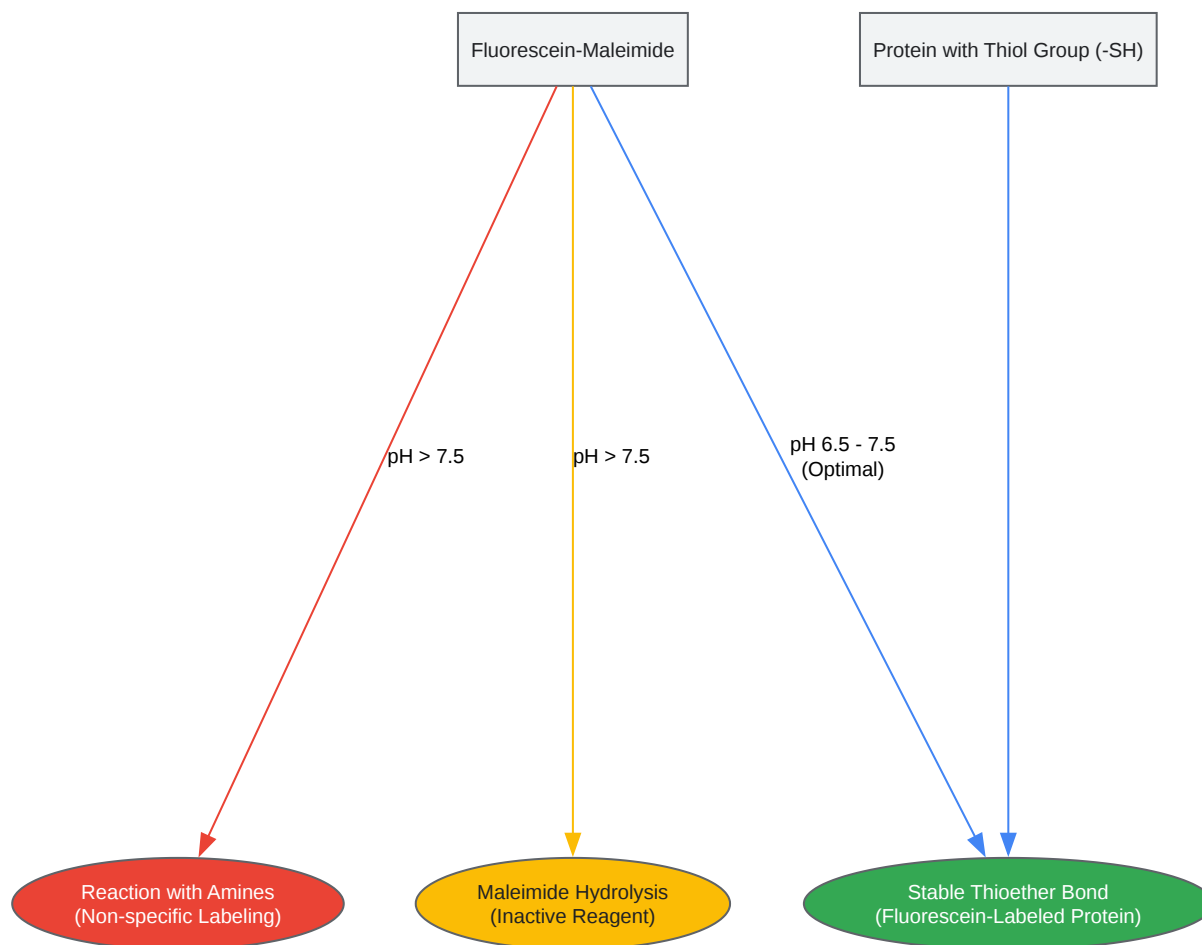 Fluorescein-Maleimide
Protein with Thiol Group (-SH)
pH > 7.5
pH > 7.5
pH 6.5 - 7.5
(Optimal)
Reaction with Amines
(Non-specific Labeling)
Maleimide Hydrolysis
(Inactive Reagent)
Stable Thioether Bond
(Fluorescein-Labeled Protein)